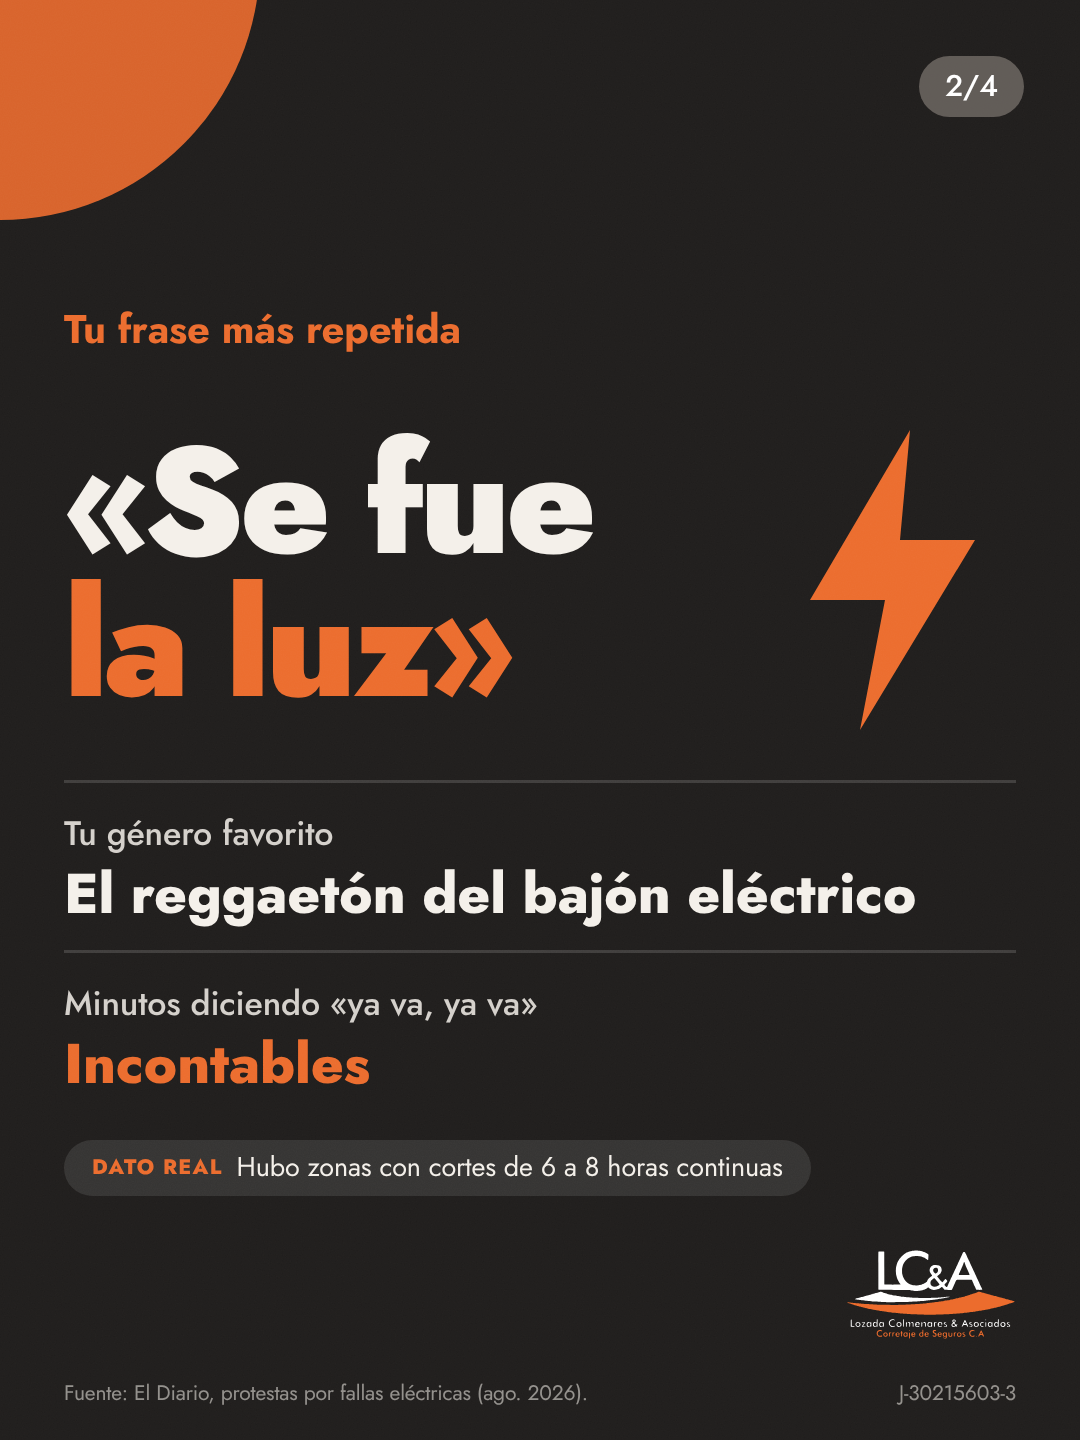 2/4
Tu frase más repetida
«Se fue
la luz»
Tu género favorito
El reggaetón del bajón eléctrico
Minutos diciendo «ya va, ya va»
Incontables
DATO REAL Hubo zonas con cortes de 6 a 8 horas continuas
LC&A
Lozada Colmenares & Asociados
Corretaje de Seguros C.A
Fuente: El Diario, protestas por fallas eléctricas (ago. 2026).
J-30215603-3